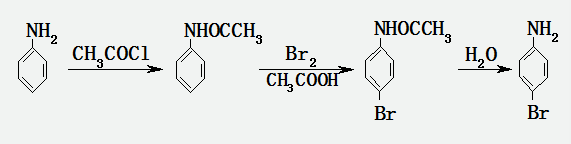 NH₂
CH₃COCl
NHOCCH₃
Br₂
CH₃COOH
NHOCCH₃
Br
H₂O
NH₂
Br